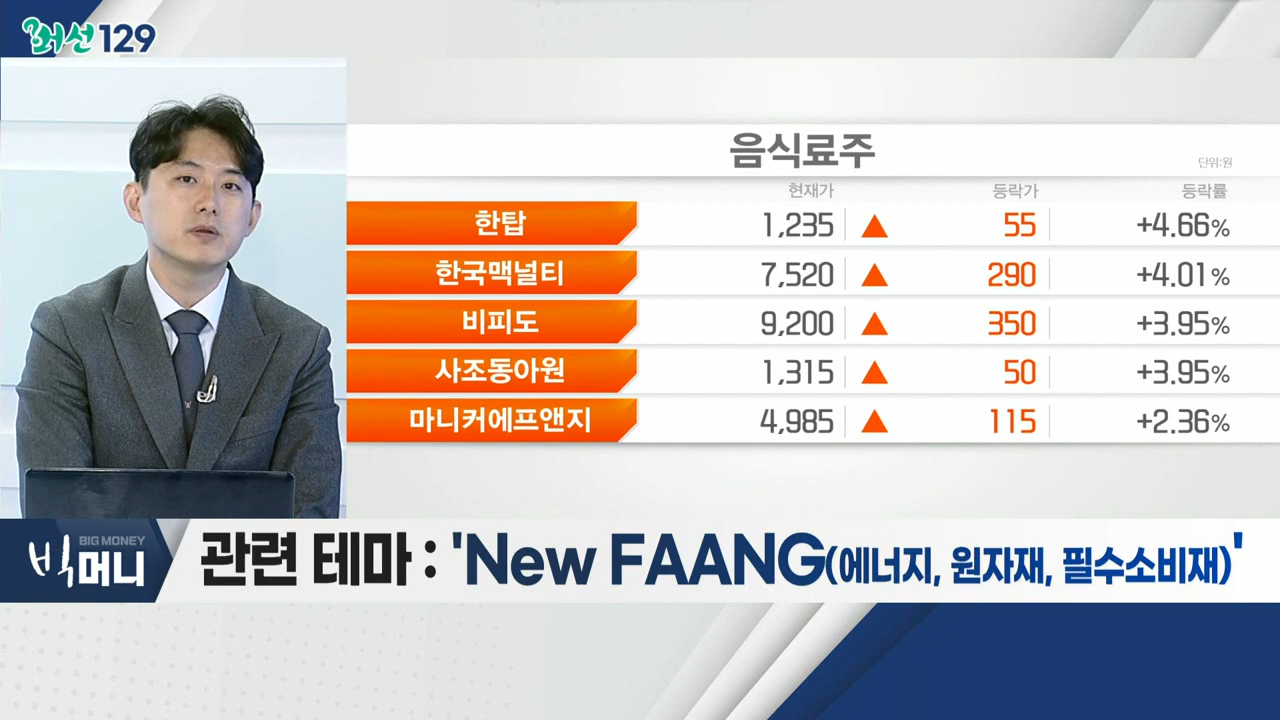 머선129
음식료주
단위:원
현재가 등락가 등락률
한탑 1,235 ▲ 55 +4.66%
한국맥널티 7,520 ▲ 290 +4.01%
비피도 9,200 ▲ 350 +3.95%
사조동아원 1,315 ▲ 50 +3.95%
마니커에프앤지 4,985 ▲ 115 +2.36%
BIG MONEY
빅머니
관련 테마 : 'New FAANG(에너지, 원자재, 필수소비재)'